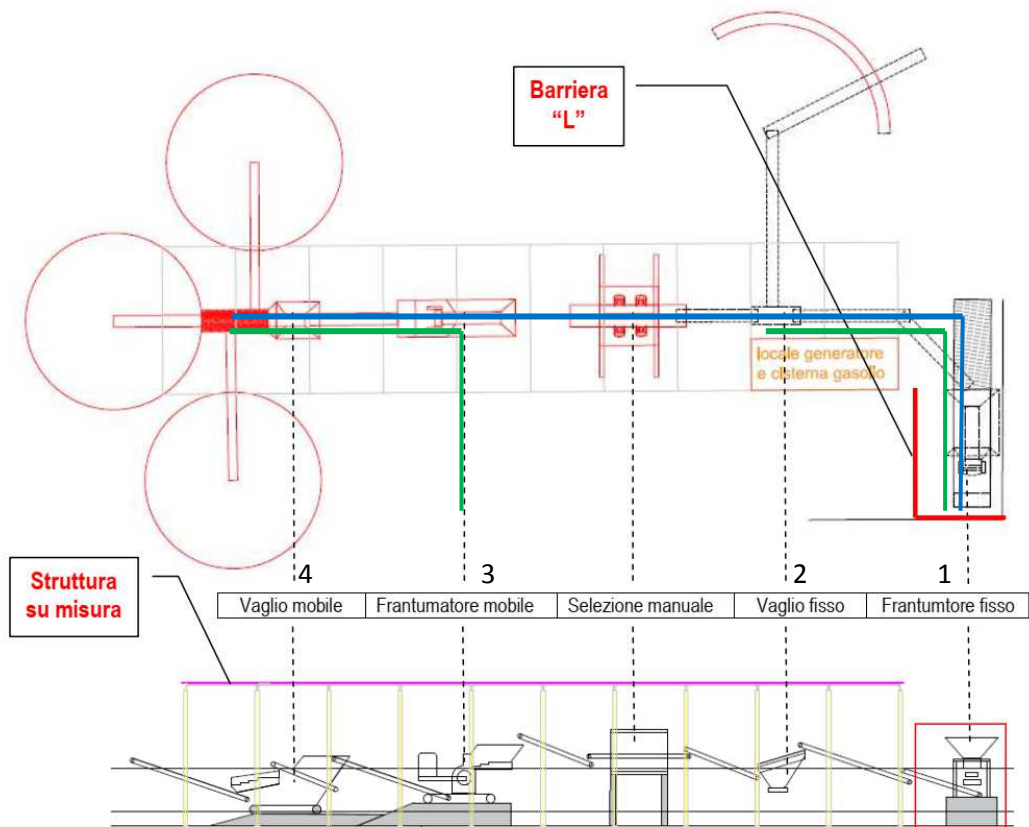 Barriera
“L”
locale generatore
e cisterna gasolio
Struttura
su misura
4
3
2
1
Vaglio mobile
Frantumatore mobile
Selezione manuale
Vaglio fisso
Frantumtore fisso